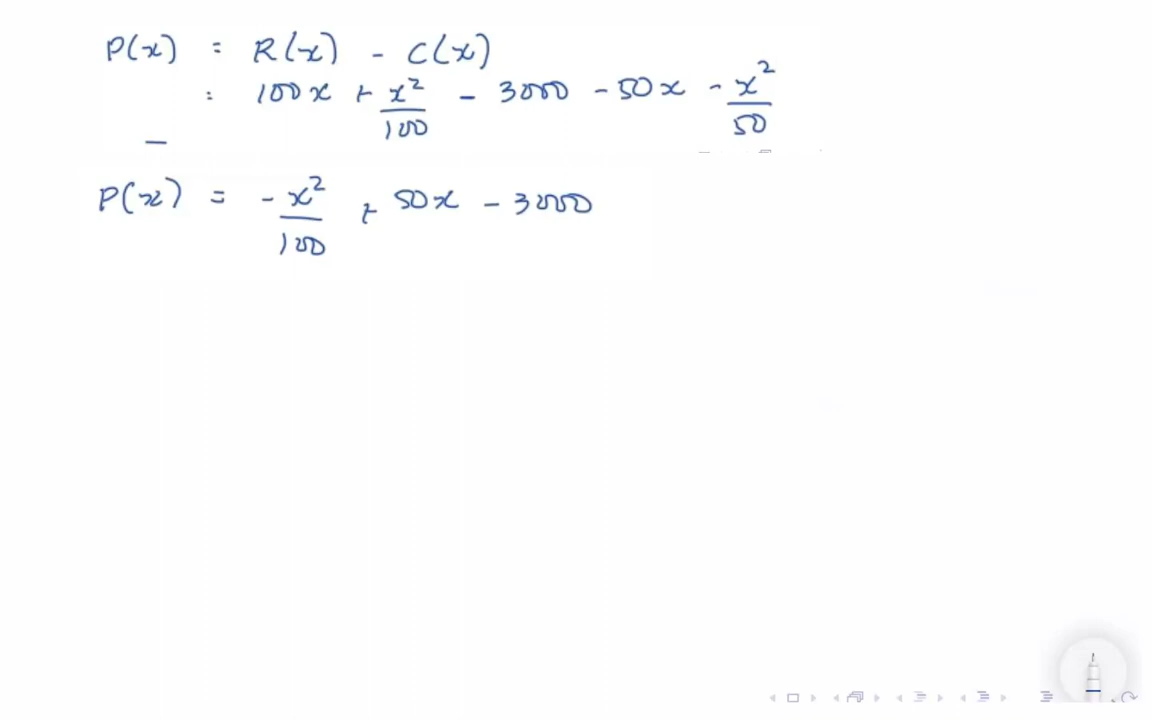 P(x) = R(x) - C(x)
= 100x + x²/100 - 3000 - 50x - x²/50
P(x) = -x²/100 + 50x - 3000